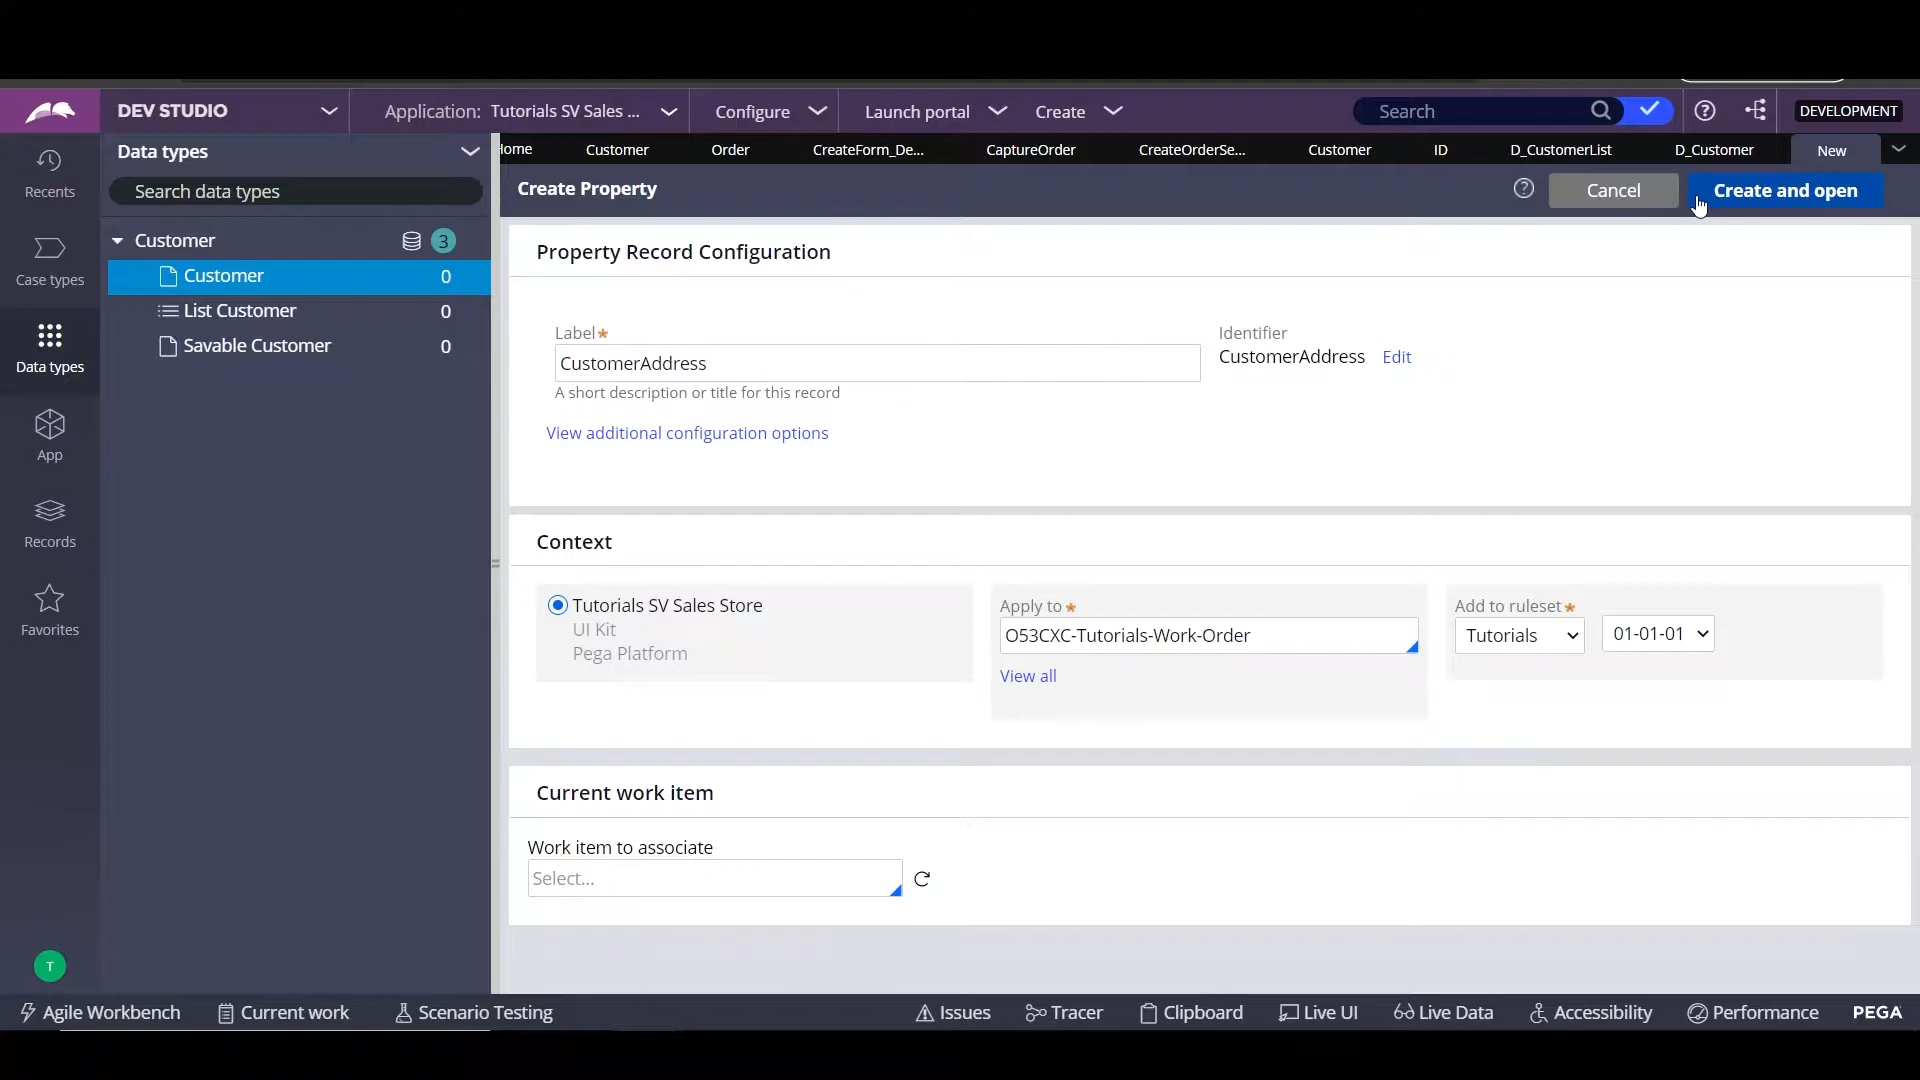 DEV STUDIO
Application: Tutorials SV Sales ...
Configure
Launch portal
Create
Search
DEVELOPMENT
Recents
Case types
Data types
App
Records
Favorites
T
Data types
Search data types
Customer 3
Customer 0
List Customer 0
Savable Customer 0
Home
Customer
Order
CreateForm_De...
CaptureOrder
CreateOrderSe...
Customer
ID
D_CustomerList
D_Customer
New
Create Property
Cancel
Create and open
Property Record Configuration
Label*
CustomerAddress
A short description or title for this record
Identifier
CustomerAddress Edit
View additional configuration options
Context
Tutorials SV Sales Store
UI Kit
Pega Platform
Apply to *
O53CXC-Tutorials-Work-Order
View all
Add to ruleset *
Tutorials
01-01-01
Current work item
Work item to associate
Select...
Agile Workbench
Current work
Scenario Testing
Issues
Tracer
Clipboard
Live UI
Live Data
Accessibility
Performance
PEGA